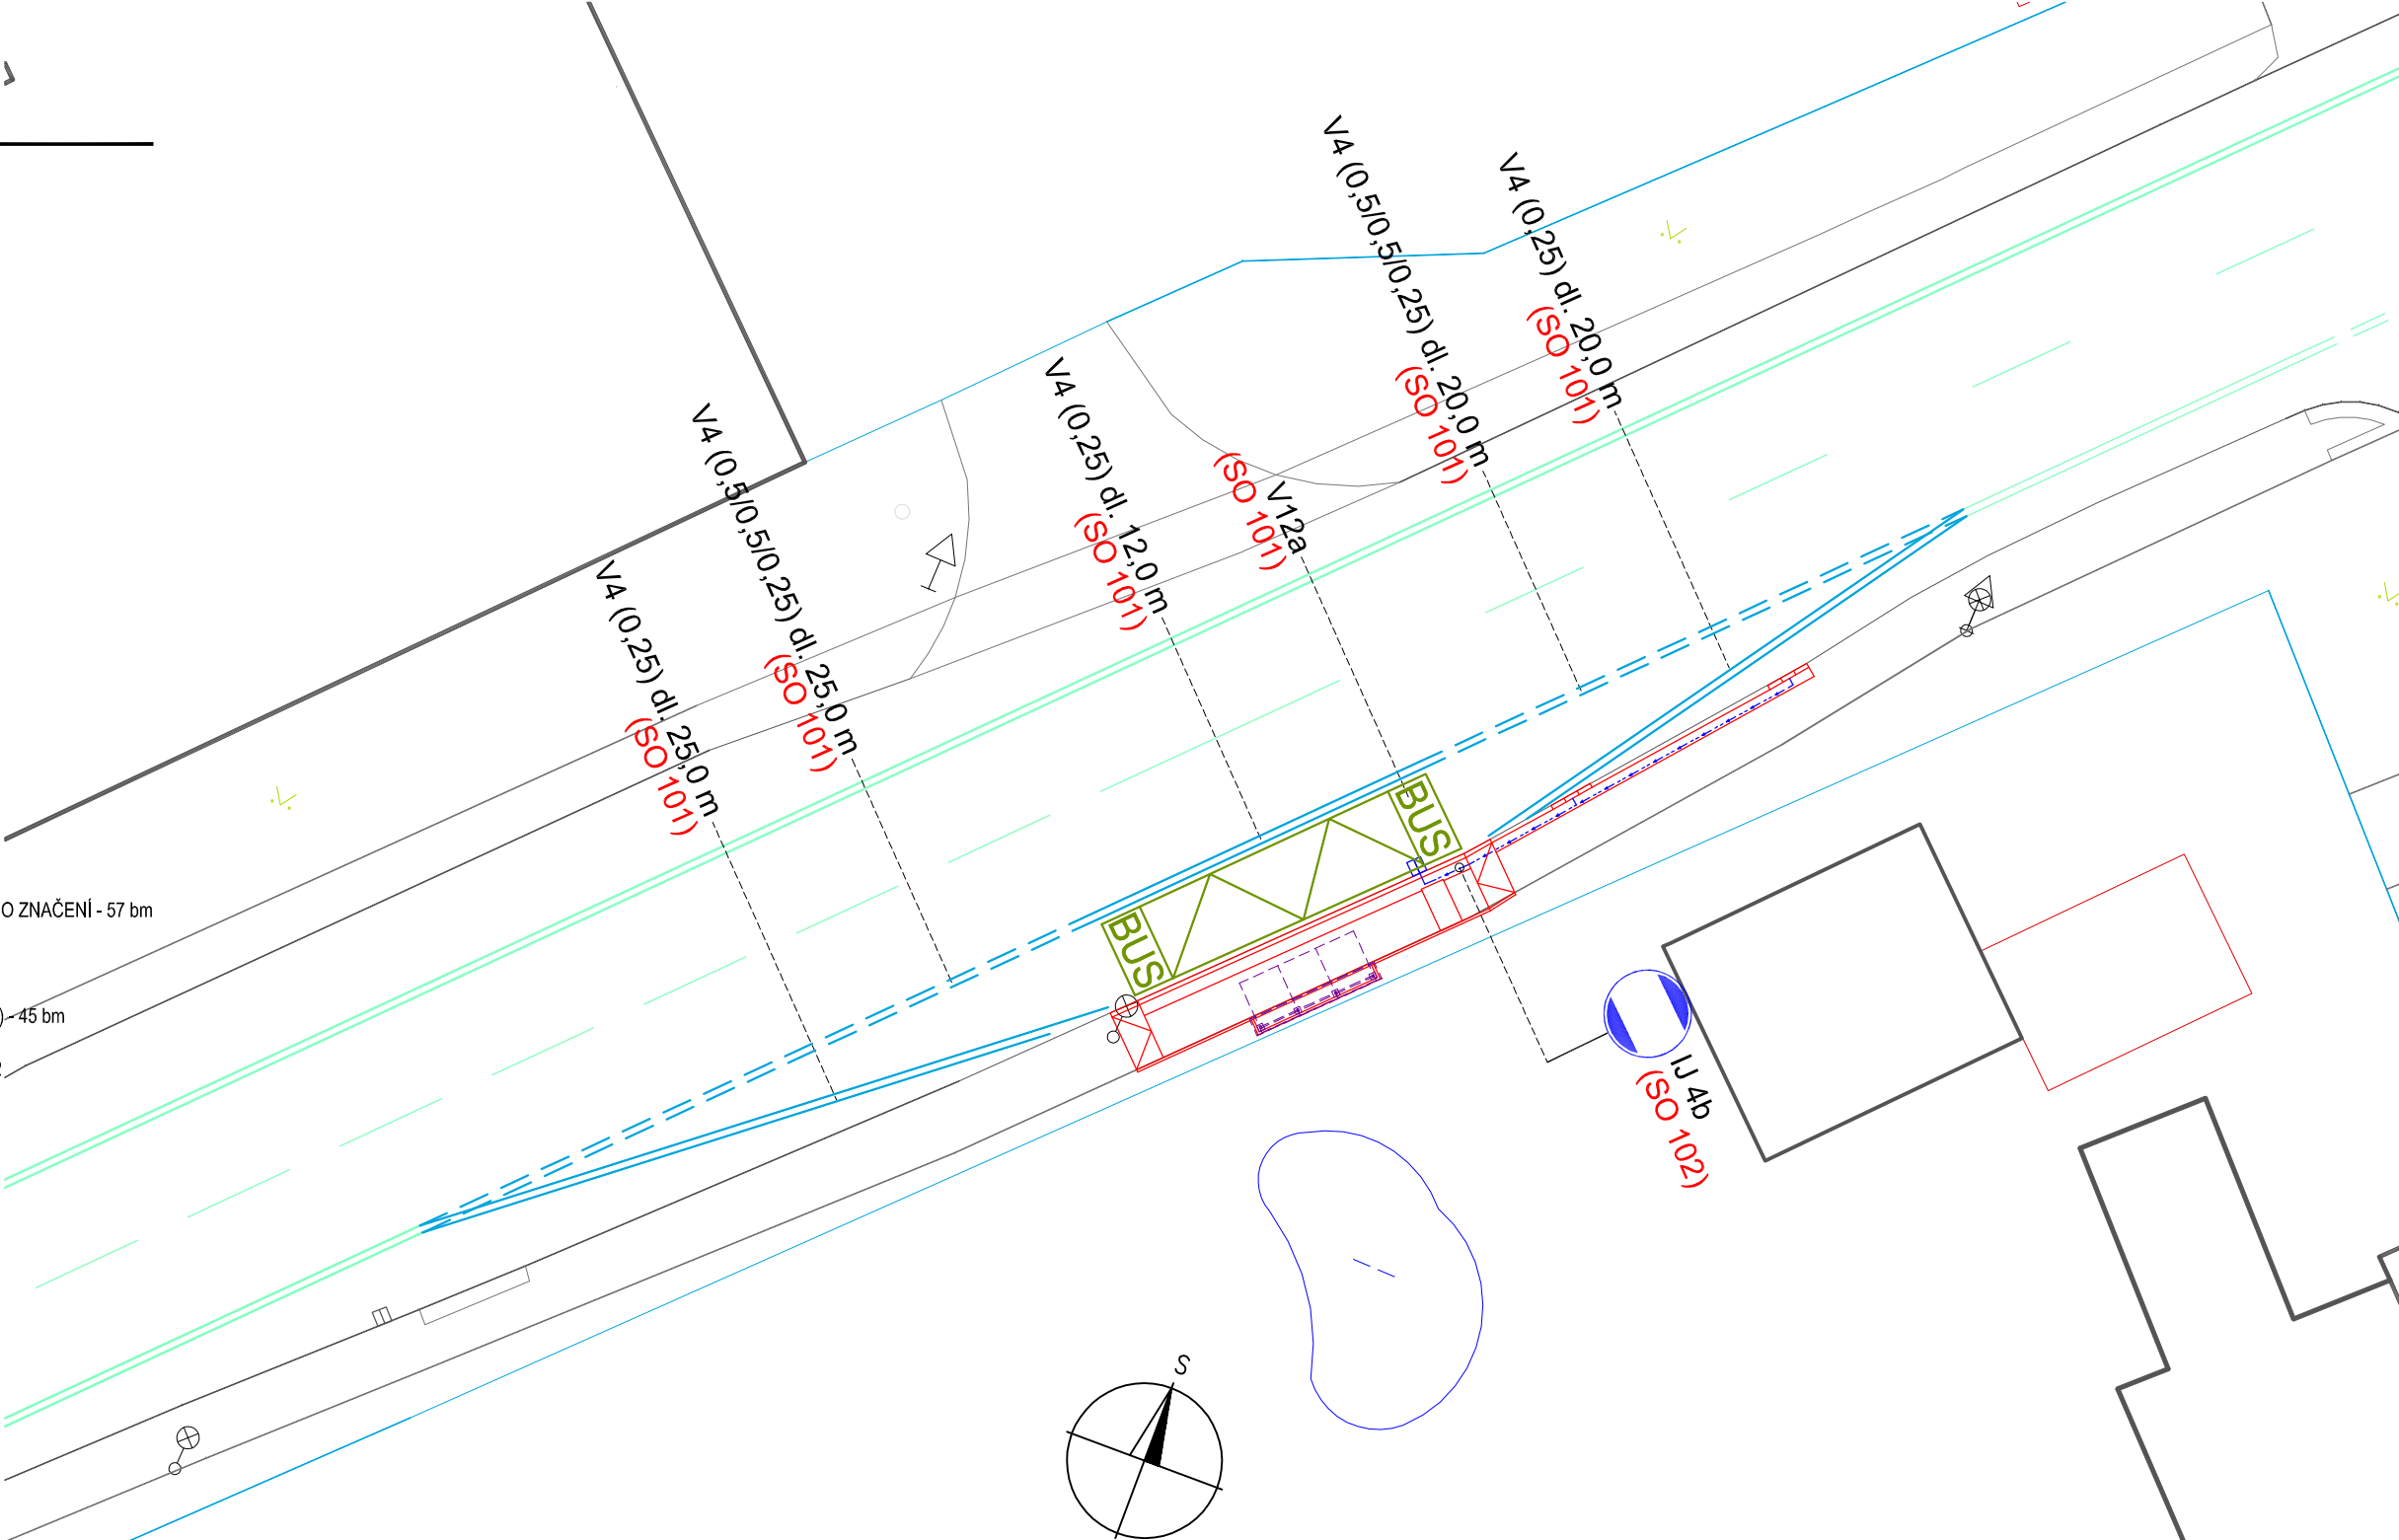 V4 (0,25) dl. 25,0 m
(SO 101)
V4 (0,5/0,5/0,25) dl. 25,0 m
(SO 101)
V4 (0,25) dl. 12,0 m
(SO 101)
V12a
(SO 101)
V4 (0,5/0,5/0,25) dl. 20,0 m
(SO 101)
V4 (0,25) dl. 20,0 m
(SO 101)
O ZNAČENÍ - 57 bm
) - 45 bm
BUS
BUS
IJ 4b
(SO 102)
S